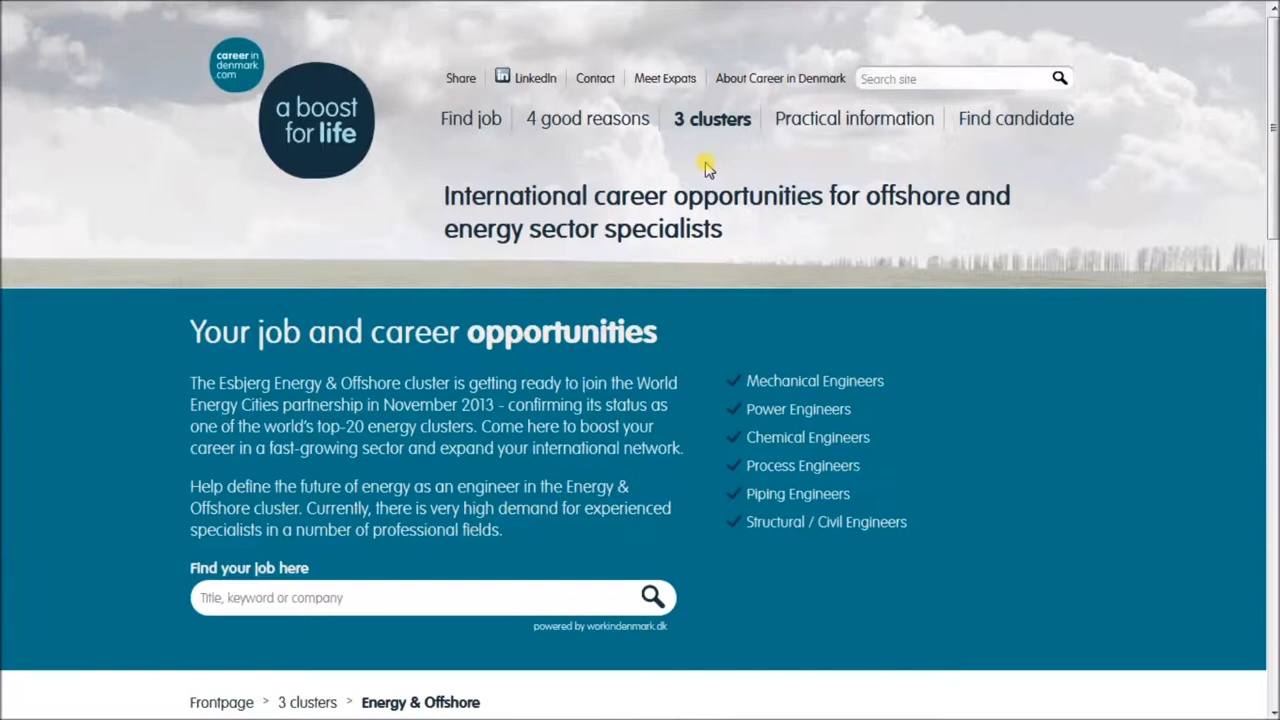 career in
denmark
com
a boost
for life
Share
LinkedIn
Contact
Meet Expats
About Career in Denmark
Search site
Find job
4 good reasons
3 clusters
Practical information
Find candidate
International career opportunities for offshore and
energy sector specialists
Your job and career opportunities
The Esbjerg Energy & Offshore cluster is getting ready to join the World
Energy Cities partnership in November 2013 - confirming its status as
one of the world's top-20 energy clusters. Come here to boost your
career in a fast-growing sector and expand your international network.
Help define the future of energy as an engineer in the Energy &
Offshore cluster. Currently, there is very high demand for experienced
specialists in a number of professional fields.
Mechanical Engineers
Power Engineers
Chemical Engineers
Process Engineers
Piping Engineers
Structural / Civil Engineers
Find your job here
Title, keyword or company
powered by workindenmark.dk
Frontpage > 3 clusters > Energy & Offshore